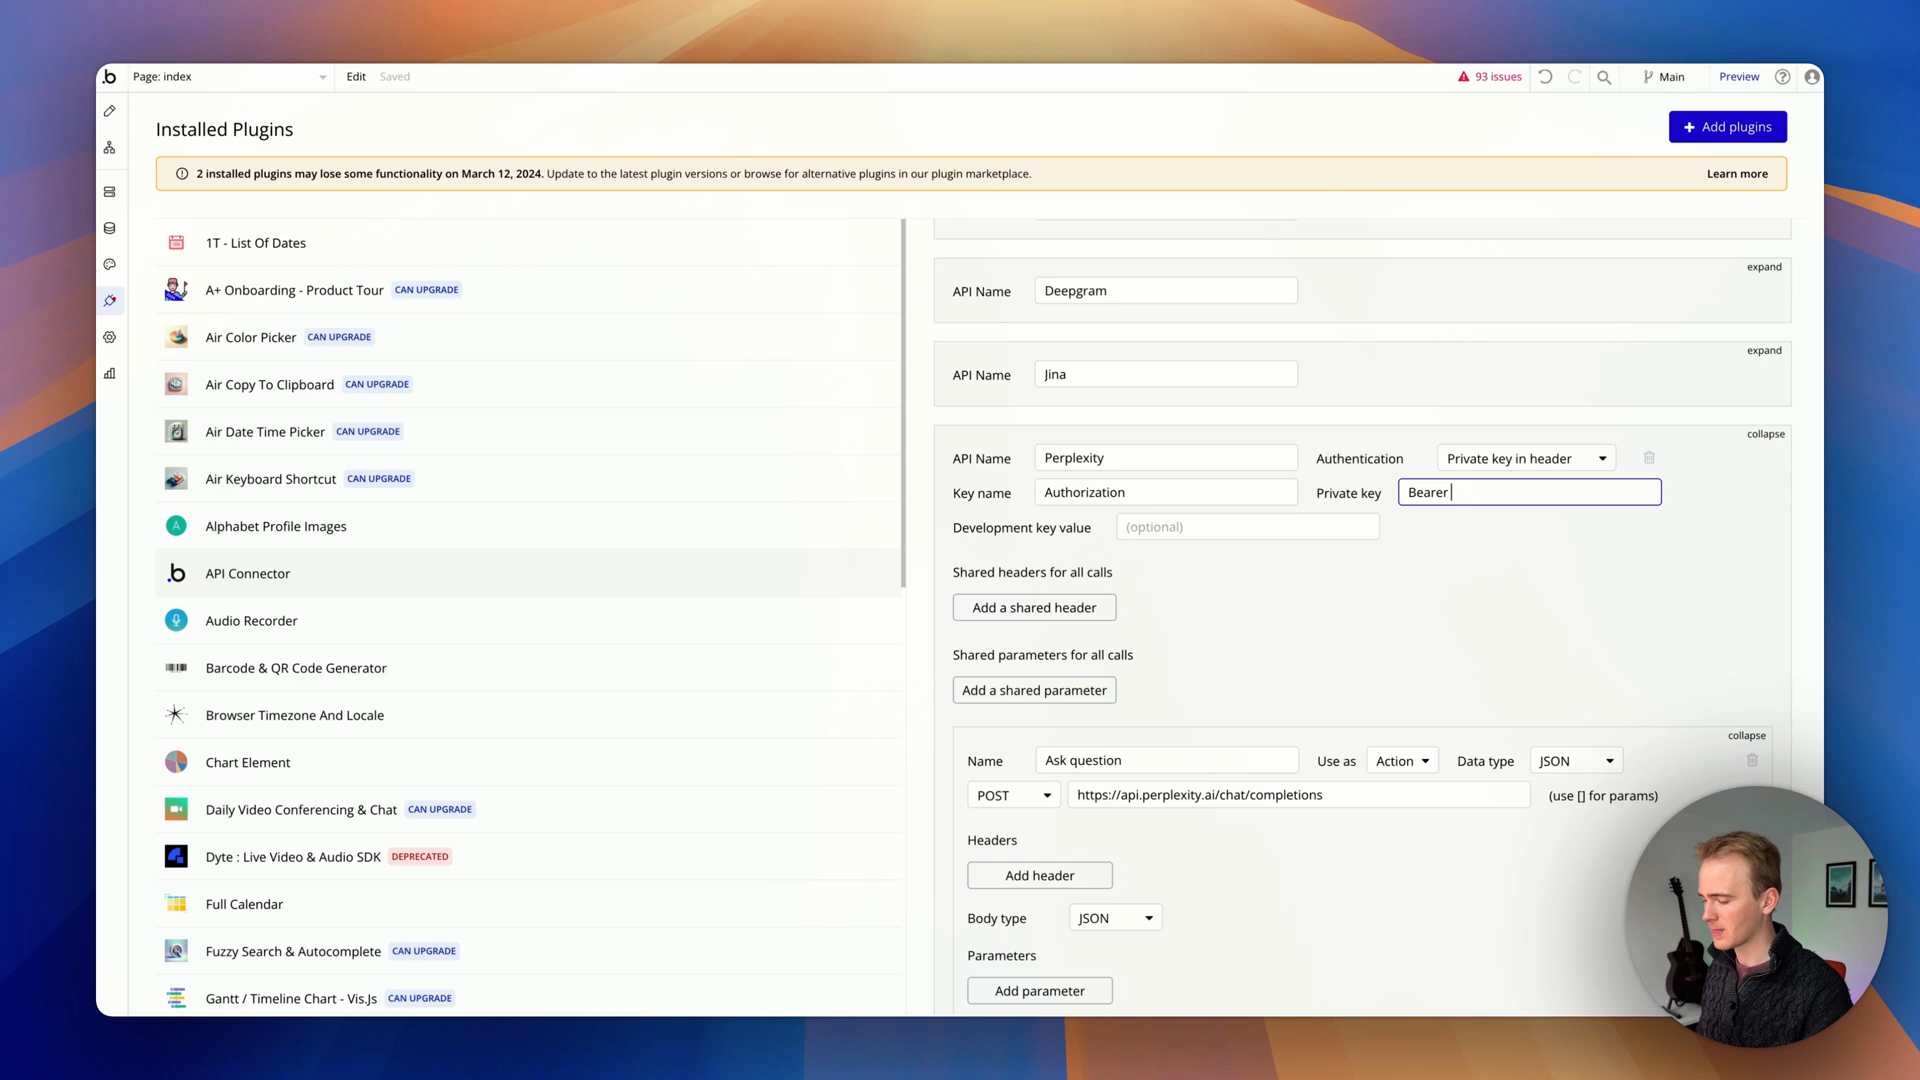 Page: index
Edit
Saved
93 issues
Main
Preview
Installed Plugins
Add plugins
2 installed plugins may lose some functionality on March 12, 2024. Update to the latest plugin versions or browse for alternative plugins in our plugin marketplace.
Learn more
1T - List Of Dates
A+ Onboarding - Product Tour CAN UPGRADE
Air Color Picker CAN UPGRADE
Air Copy To Clipboard CAN UPGRADE
Air Date Time Picker CAN UPGRADE
Air Keyboard Shortcut CAN UPGRADE
A Alphabet Profile Images
b API Connector
Audio Recorder
Barcode & QR Code Generator
Browser Timezone And Locale
Chart Element
Daily Video Conferencing & Chat CAN UPGRADE
Dyte : Live Video & Audio SDK DEPRECATED
Full Calendar
Fuzzy Search & Autocomplete CAN UPGRADE
Gantt / Timeline Chart - Vis.Js CAN UPGRADE
expand
API Name Deepgram
expand
API Name Jina
collapse
API Name Perplexity Authentication Private key in header
Key name Authorization Private key Bearer
Development key value (optional)
Shared headers for all calls
Add a shared header
Shared parameters for all calls
Add a shared parameter
collapse
Name Ask question Use as Action Data type JSON
POST https://api.perplexity.ai/chat/completions (use [] for params)
Headers
Add header
Body type JSON
Parameters
Add parameter